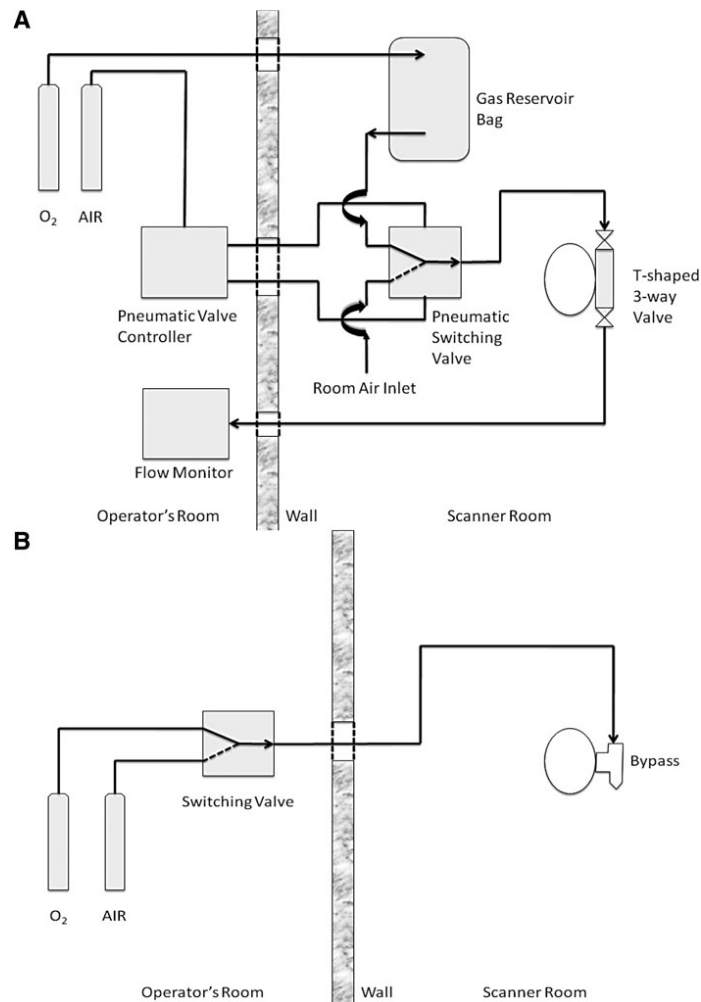 A
Gas Reservoir
Bag
O₂
AIR
T-shaped
3-way
Valve
Pneumatic Valve
Controller
Pneumatic
Switching
Valve
Room Air Inlet
Flow Monitor
Operator's Room
Wall
Scanner Room
B
Bypass
Switching Valve
O₂
AIR
Operator's Room
Wall
Scanner Room